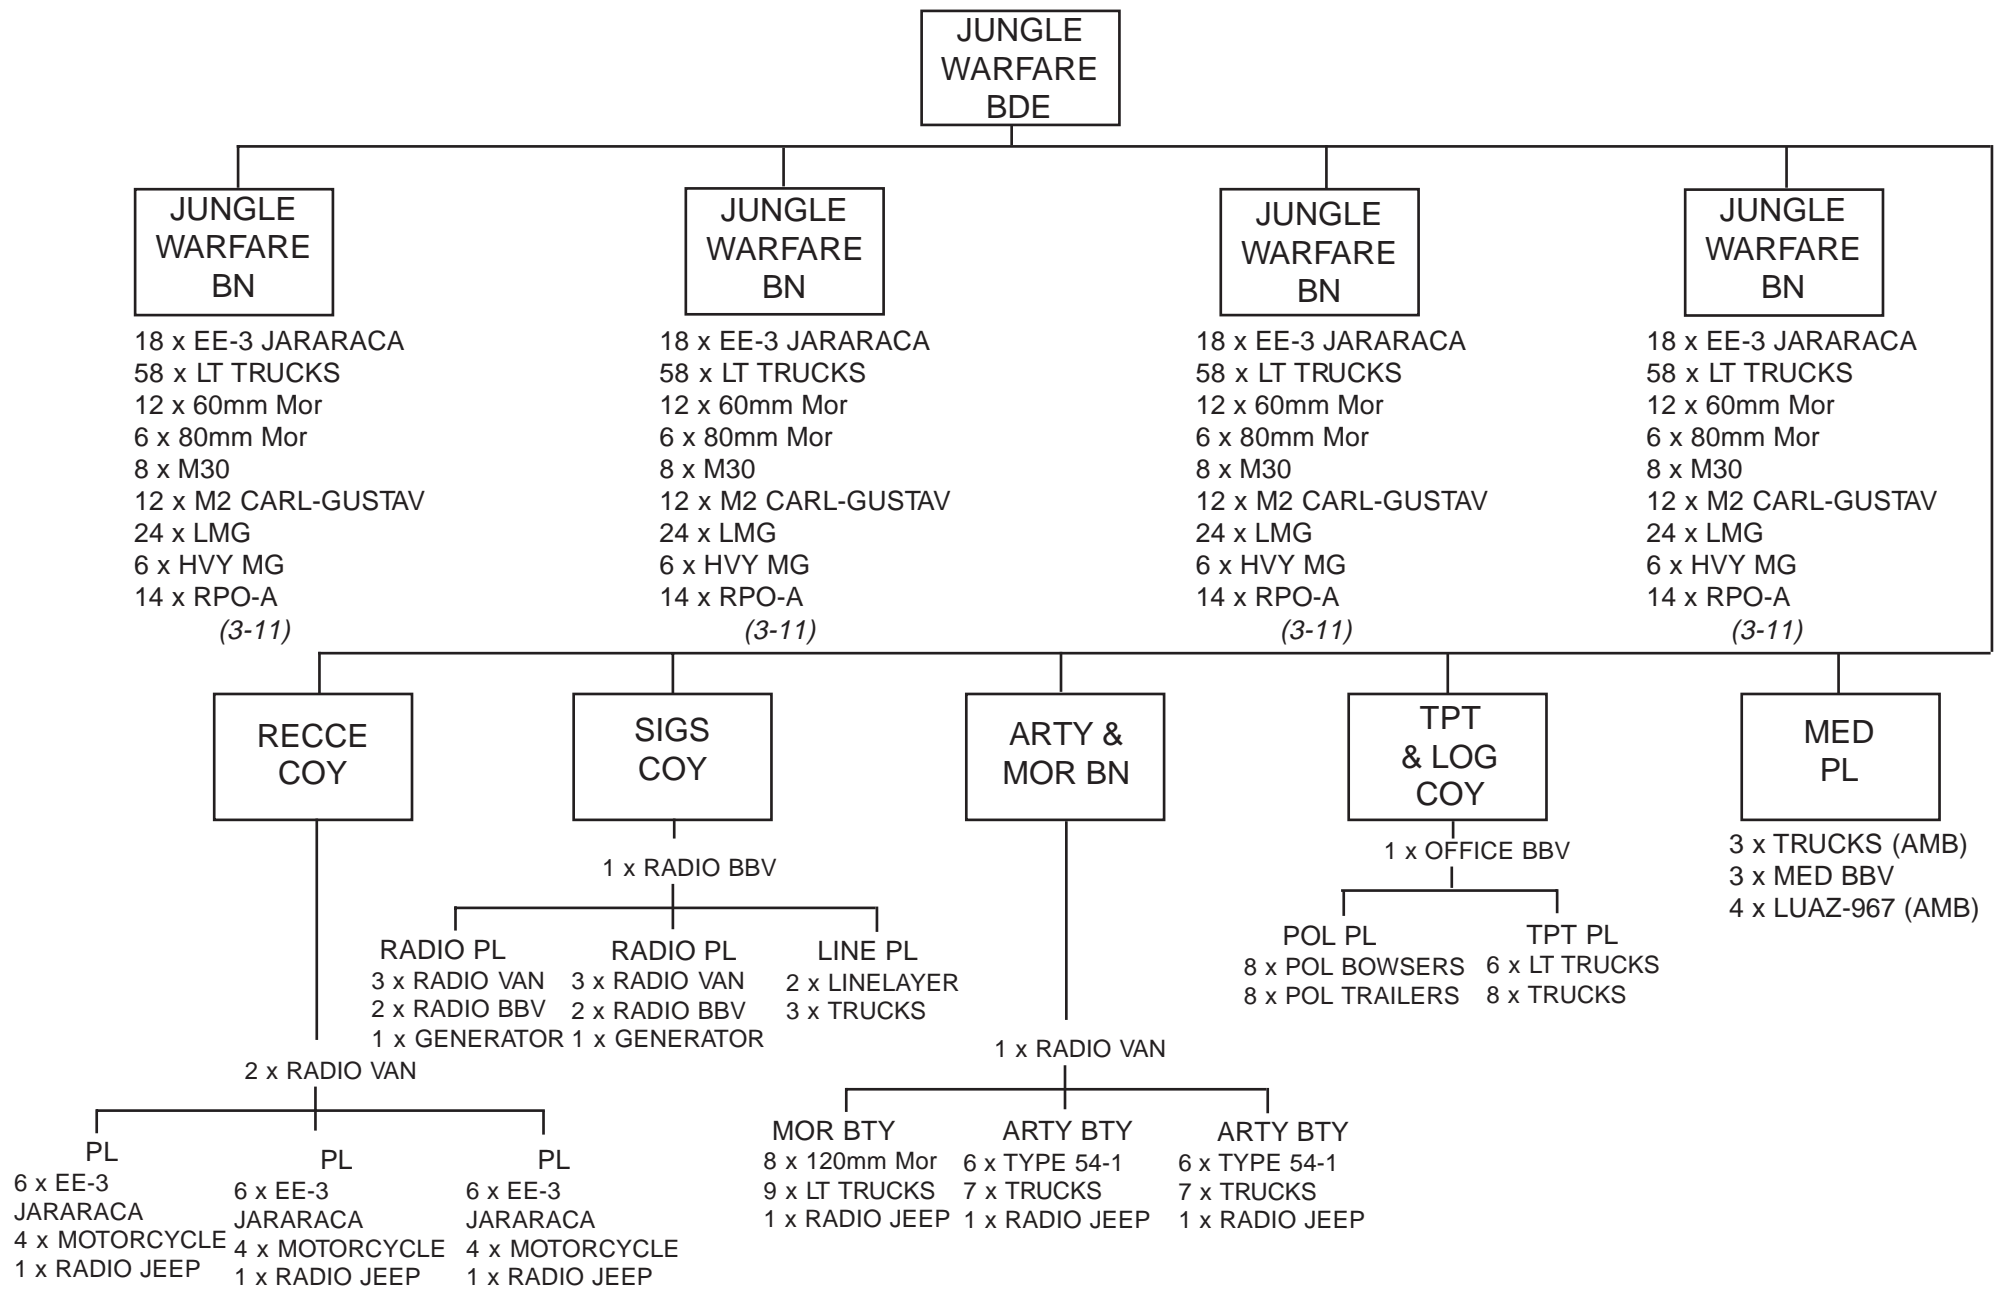 JUNGLE
WARFARE
BDE
JUNGLE
WARFARE
BN
18 x EE-3 JARARACA
58 x LT TRUCKS
12 x 60mm Mor
6 x 80mm Mor
8 x M30
12 x M2 CARL-GUSTAV
24 x LMG
6 x HVY MG
14 x RPO-A
(3-11)
JUNGLE
WARFARE
BN
18 x EE-3 JARARACA
58 x LT TRUCKS
12 x 60mm Mor
6 x 80mm Mor
8 x M30
12 x M2 CARL-GUSTAV
24 x LMG
6 x HVY MG
14 x RPO-A
(3-11)
JUNGLE
WARFARE
BN
18 x EE-3 JARARACA
58 x LT TRUCKS
12 x 60mm Mor
6 x 80mm Mor
8 x M30
12 x M2 CARL-GUSTAV
24 x LMG
6 x HVY MG
14 x RPO-A
(3-11)
JUNGLE
WARFARE
BN
18 x EE-3 JARARACA
58 x LT TRUCKS
12 x 60mm Mor
6 x 80mm Mor
8 x M30
12 x M2 CARL-GUSTAV
24 x LMG
6 x HVY MG
14 x RPO-A
(3-11)
RECCE
COY
2 x RADIO VAN
PL
6 x EE-3
JARARACA
4 x MOTORCYCLE
1 x RADIO JEEP
PL
6 x EE-3
JARARACA
4 x MOTORCYCLE
1 x RADIO JEEP
PL
6 x EE-3
JARARACA
4 x MOTORCYCLE
1 x RADIO JEEP
SIGS
COY
1 x RADIO BBV
RADIO PL
3 x RADIO VAN
2 x RADIO BBV
1 x GENERATOR
RADIO PL
3 x RADIO VAN
2 x RADIO BBV
1 x GENERATOR
LINE PL
2 x LINELAYER
3 x TRUCKS
ARTY &
MOR BN
1 x RADIO VAN
MOR BTY
8 x 120mm Mor
9 x LT TRUCKS
1 x RADIO JEEP
ARTY BTY
6 x TYPE 54-1
7 x TRUCKS
1 x RADIO JEEP
ARTY BTY
6 x TYPE 54-1
7 x TRUCKS
1 x RADIO JEEP
TPT
& LOG
COY
1 x OFFICE BBV
POL PL
8 x POL BOWSERS
8 x POL TRAILERS
TPT PL
6 x LT TRUCKS
8 x TRUCKS
MED
PL
3 x TRUCKS (AMB)
3 x MED BBV
4 x LUAZ-967 (AMB)